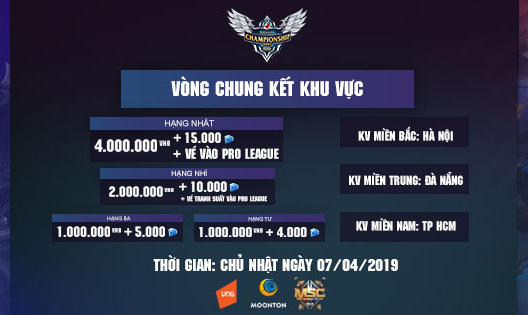 CHAMPIONSHIP
VÒNG CHUNG KẾT KHU VỰC
HẠNG NHẤT
4.000.000 VNĐ + 15.000
+ VÉ VÀO PRO LEAGUE
HẠNG NHÌ
2.000.000 VNĐ + 10.000
+ VÉ TRANH SUẤT VÀO PRO LEAGUE
HẠNG BA
1.000.000 VNĐ + 5.000
HẠNG TƯ
1.000.000 VNĐ + 4.000
KV MIỀN BẮC: HÀ NỘI
KV MIỀN TRUNG: ĐÀ NẴNG
KV MIỀN NAM: TP HCM
THỜI GIAN: CHỦ NHẬT NGÀY 07/04/2019
VNG
MOONTON
MSC